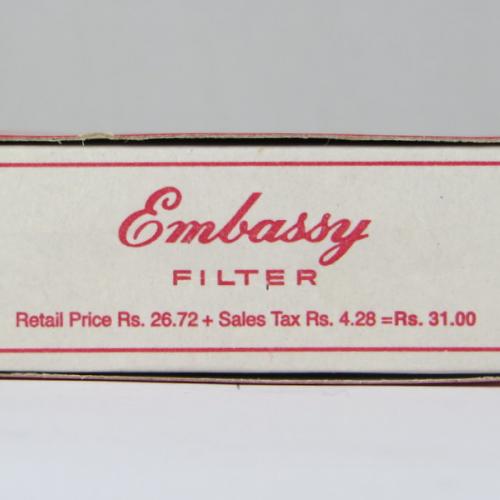 Embassy
FILTER
Retail Price Rs. 26.72 + Sales Tax Rs. 4.28 =Rs. 31.00